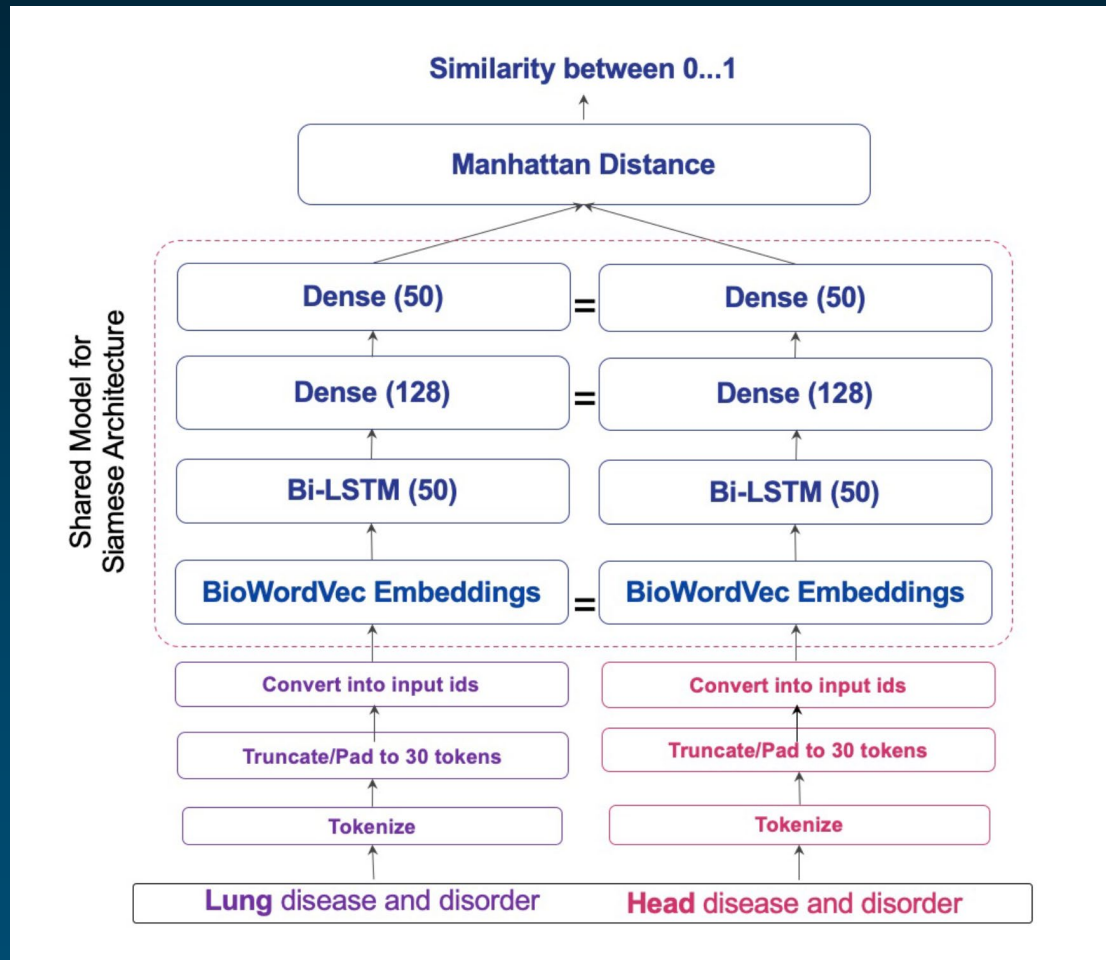 Similarity between 0...1
Manhattan Distance
Shared Model for
Siamese Architecture
Dense (50) = Dense (50)
Dense (128) = Dense (128)
Bi-LSTM (50) Bi-LSTM (50)
BioWordVec Embeddings = BioWordVec Embeddings
Convert into input ids Convert into input ids
Truncate/Pad to 30 tokens Truncate/Pad to 30 tokens
Tokenize Tokenize
Lung disease and disorder Head disease and disorder